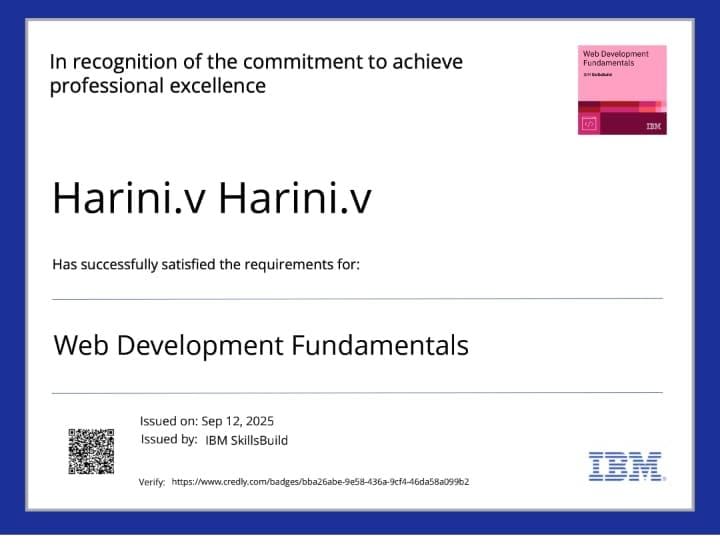 In recognition of the commitment to achieve
professional excellence
Web Development
Fundamentals
IBM SkillsBuild
</>
IBM
Harini.v Harini.v
Has successfully satisfied the requirements for:
Web Development Fundamentals
Issued on: Sep 12, 2025
Issued by: IBM SkillsBuild
Verify: https://www.credly.com/badges/bba26abe-9e58-436a-9cf4-46da58a099b2
IBM.